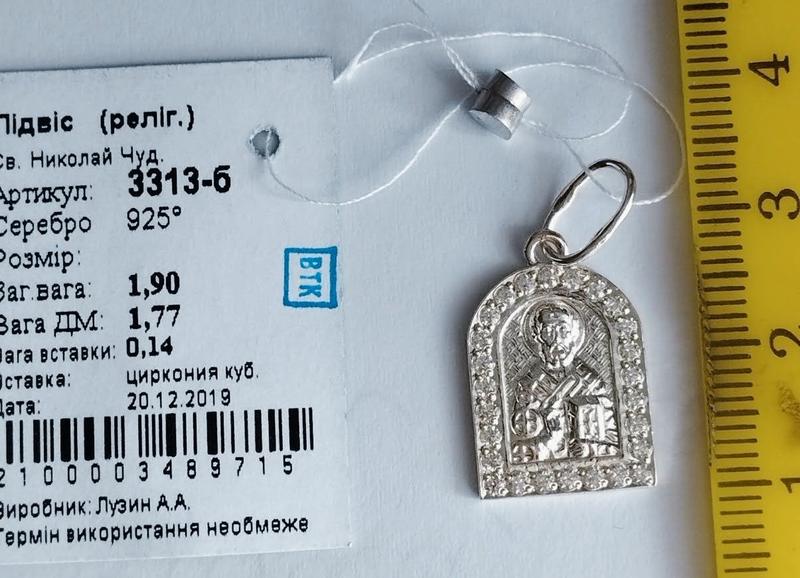 Підвіс (реліг.)
Св. Николай Чуд.
Артикул: 3313-б
Серебро 925°
Розмір:
Заг.вага: 1,90
Вага ДМ: 1,77
Вага вставки: 0,14
Вставка: циркония куб.
Дата: 20.12.2019
2100003489715
Виробник: Лузин А.А.
Термін використання необмеже
ВТК
4
3
2
1